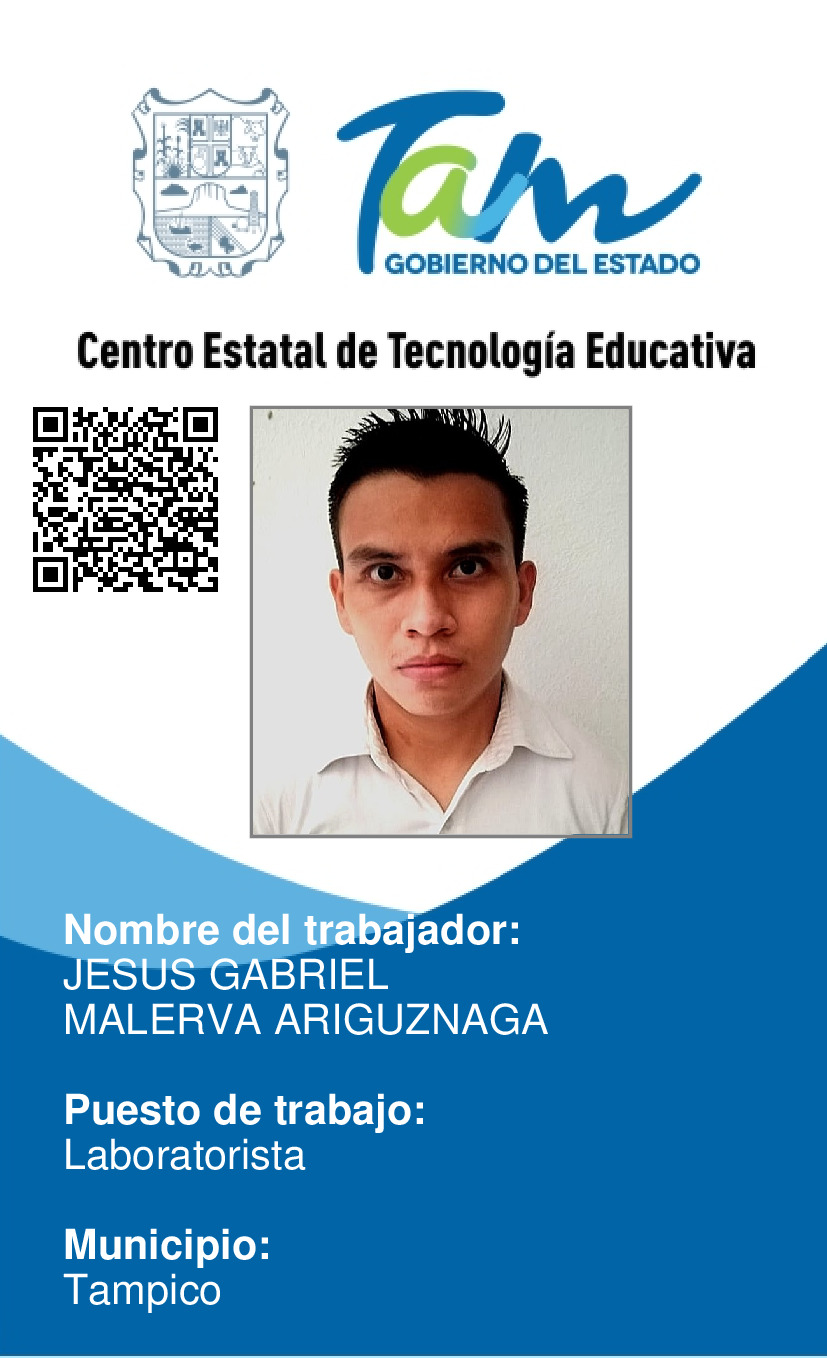 Tam
GOBIERNO DEL ESTADO
Centro Estatal de Tecnología Educativa
Nombre del trabajador:
JESUS GABRIEL
MALERVA ARIGUZNAGA
Puesto de trabajo:
Laboratorista
Municipio:
Tampico